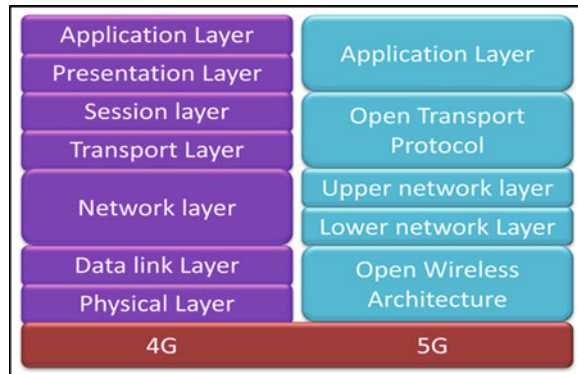 Application Layer
Presentation Layer
Session layer
Transport Layer
Network layer
Data link Layer
Physical Layer
4G
Application Layer
Open Transport
Protocol
Upper network layer
Lower network Layer
Open Wireless
Architecture
5G